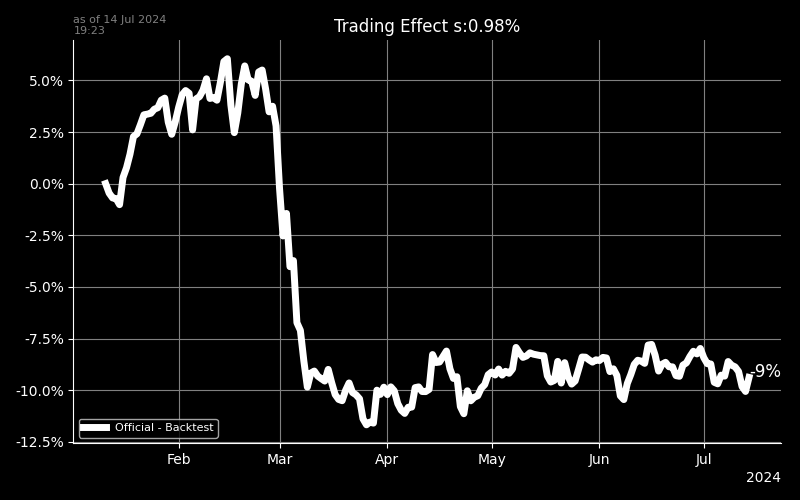 as of 14 Jul 2024
19:23
Trading Effect s:0.98%
5.0%
2.5%
0.0%
-2.5%
-5.0%
-7.5%
-10.0%
-12.5%
-9%
Official - Backtest
Feb Mar Apr May Jun Jul
2024